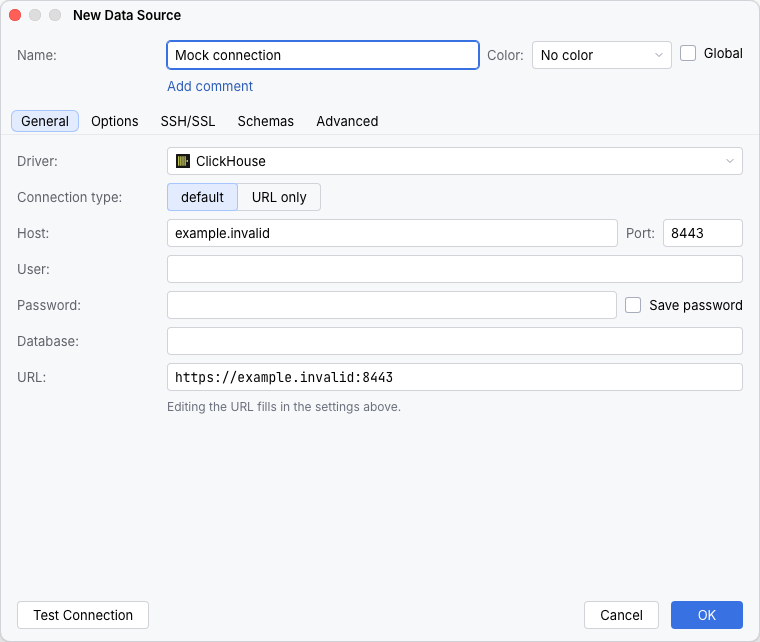 New Data Source
Name: Mock connection Color: No color Global
Add comment
General Options SSH/SSL Schemas Advanced
Driver: ClickHouse
Connection type: default URL only
Host: example.invalid Port: 8443
User:
Password: Save password
Database:
URL: https://example.invalid:8443
Editing the URL fills in the settings above.
Test Connection Cancel OK